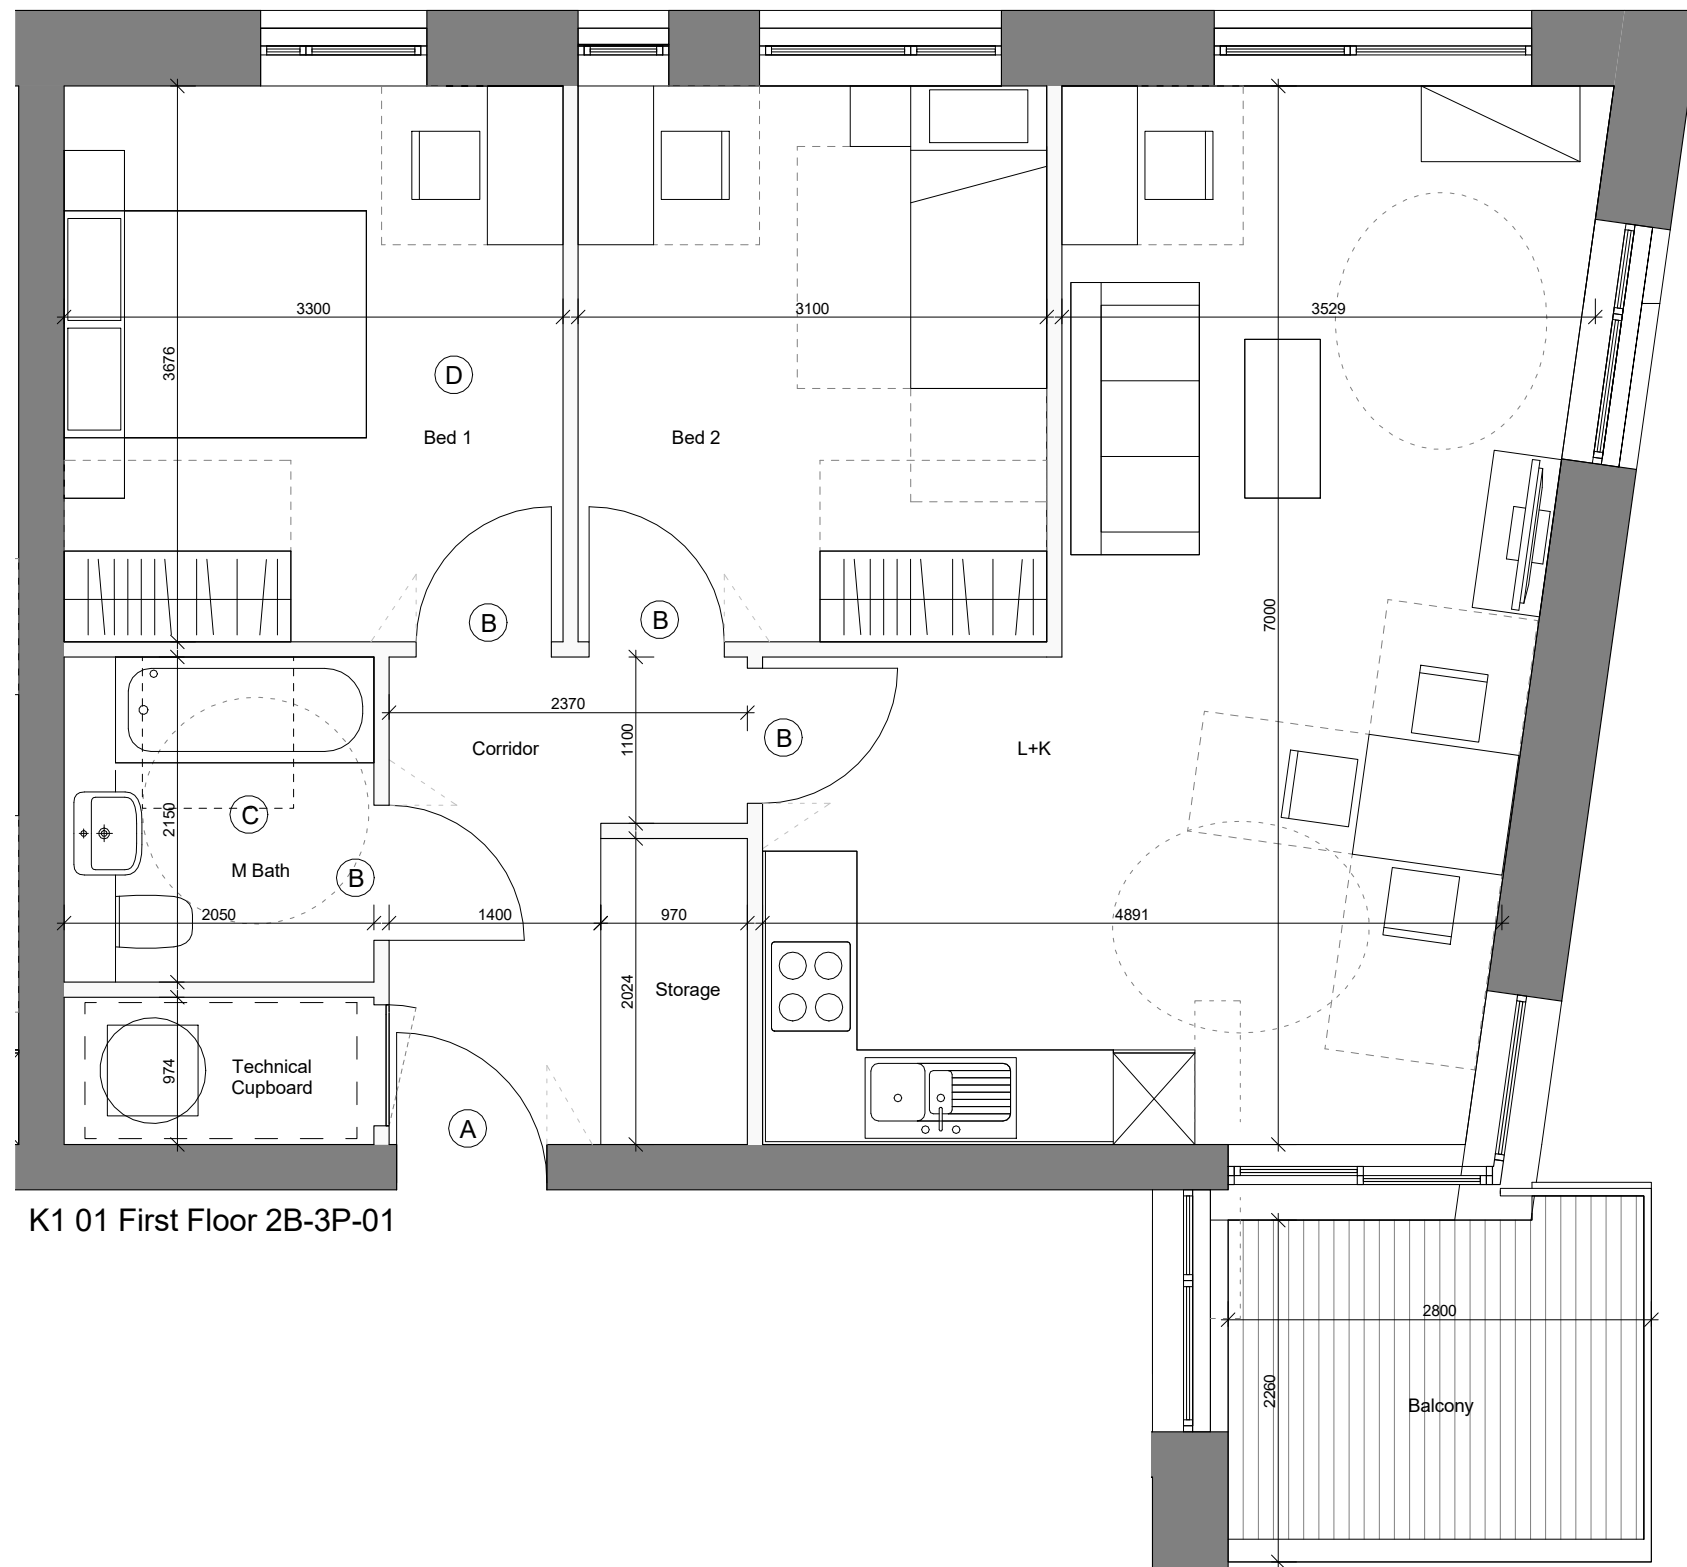 3300
3100
3529
3676
D
Bed 1
Bed 2
7000
B
B
2370
1100
B
Corridor
L+K
C
2150
M Bath
B
2050
1400
970
4891
2024
Storage
974
Technical
Cupboard
A
K1 01 First Floor 2B-3P-01
2800
2260
Balcony